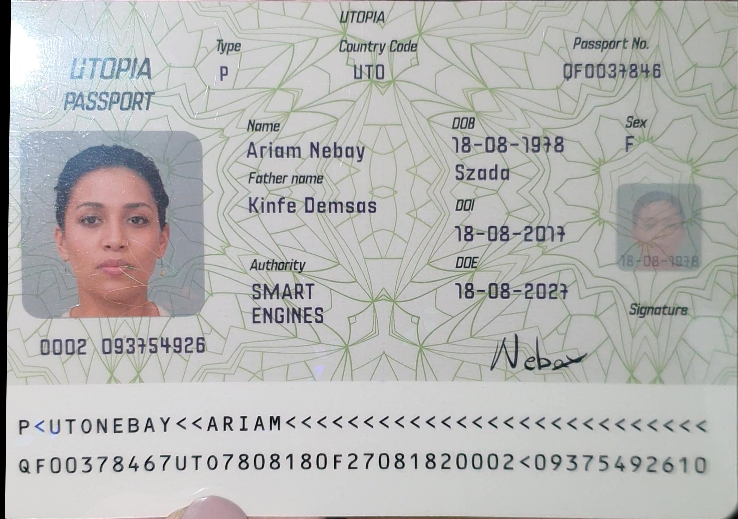 UTOPIA
Type
Country Code
Passport No.
UTOPIA
PASSPORT
P
UTO
QF0037846
Name
DOB
Sex
Ariam Nebay
18-08-1978
F
Father name
Szada
Kinfe Demsas
DOI
18-08-2017
Authority
DOE
18-08-1978
SMART
ENGINES
18-08-2027
Signature
0002 093754926
Nebay
P<UTONEBAY<<ARIAM<<<<<<<<<<<<<<<<<<<<<<<<<<<
QF00378467UTO7808180F27081820002<09375492610